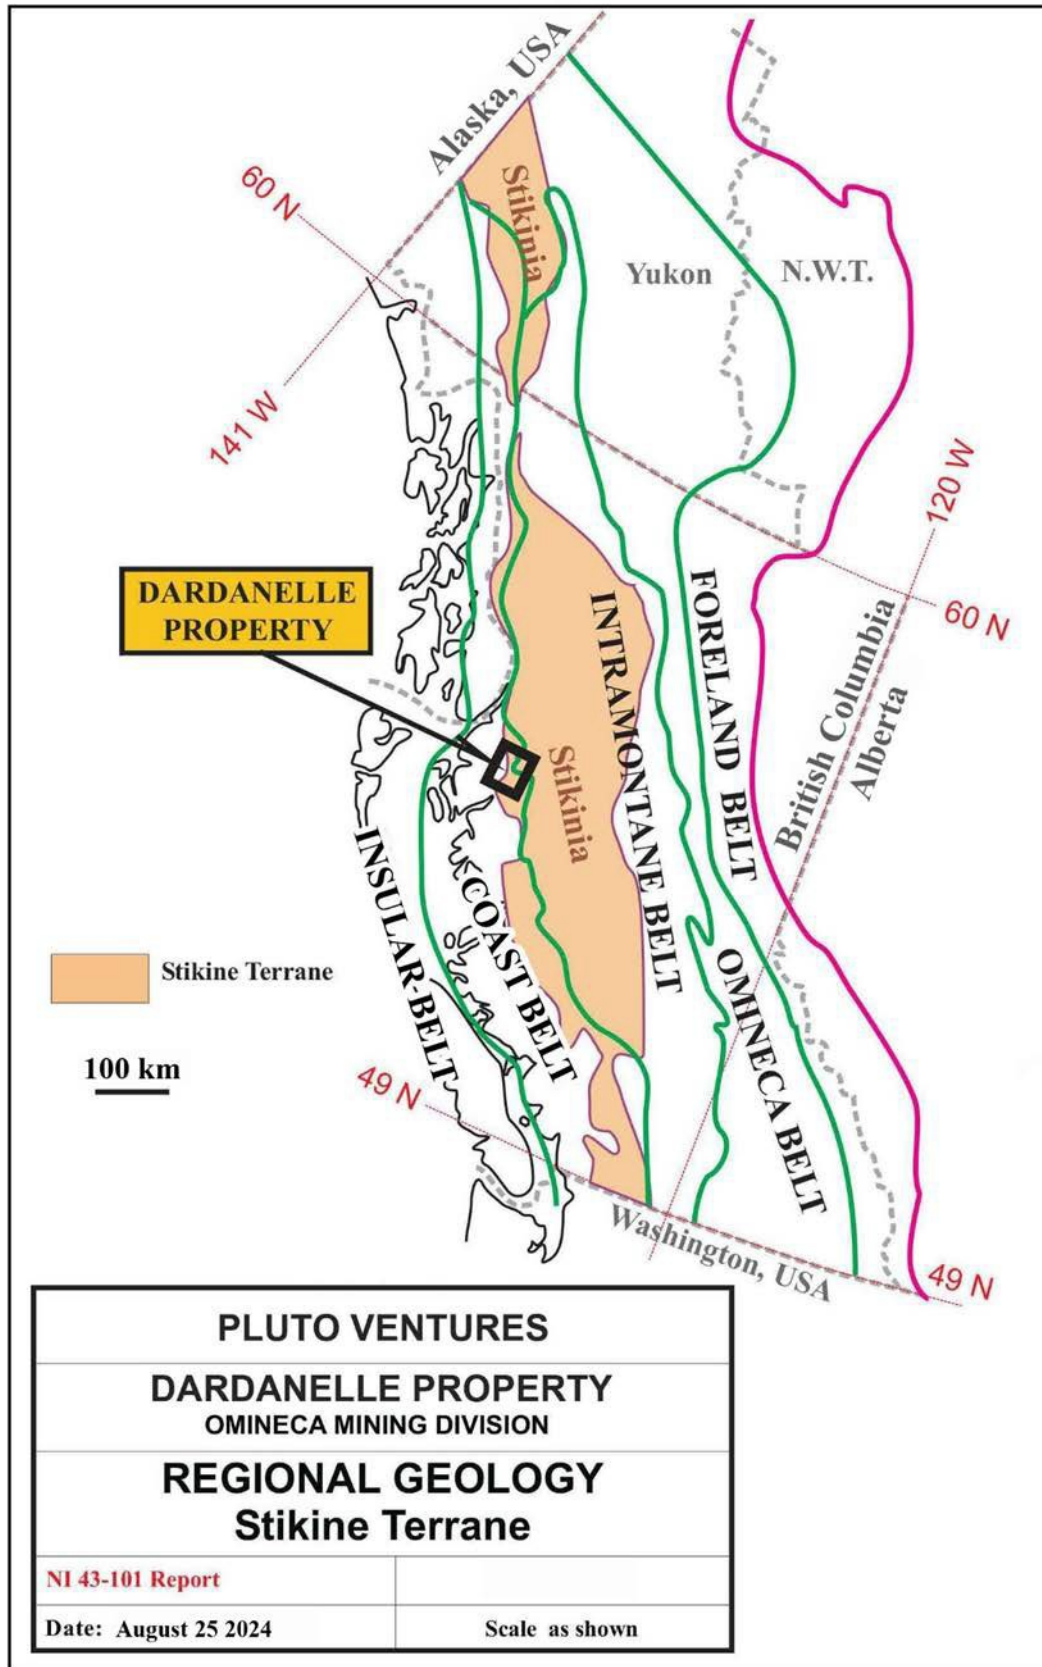 Alaska, USA
60 N
Stikinia
Yukon
N.W.T.
141 W
120 W
DARDANELLE
PROPERTY
60 N
FORELAND BELT
INTRAMONTANE BELT
British Columbia
Alberta
Stikinia
INSULAR-BELT
COAST BELT
OMINECA BELT
Stikine Terrane
100 km
49 N
Washington, USA
49 N
PLUTO VENTURES
DARDANELLE PROPERTY
OMINECA MINING DIVISION
REGIONAL GEOLOGY
Stikine Terrane
NI 43-101 Report
Date: August 25 2024
Scale as shown